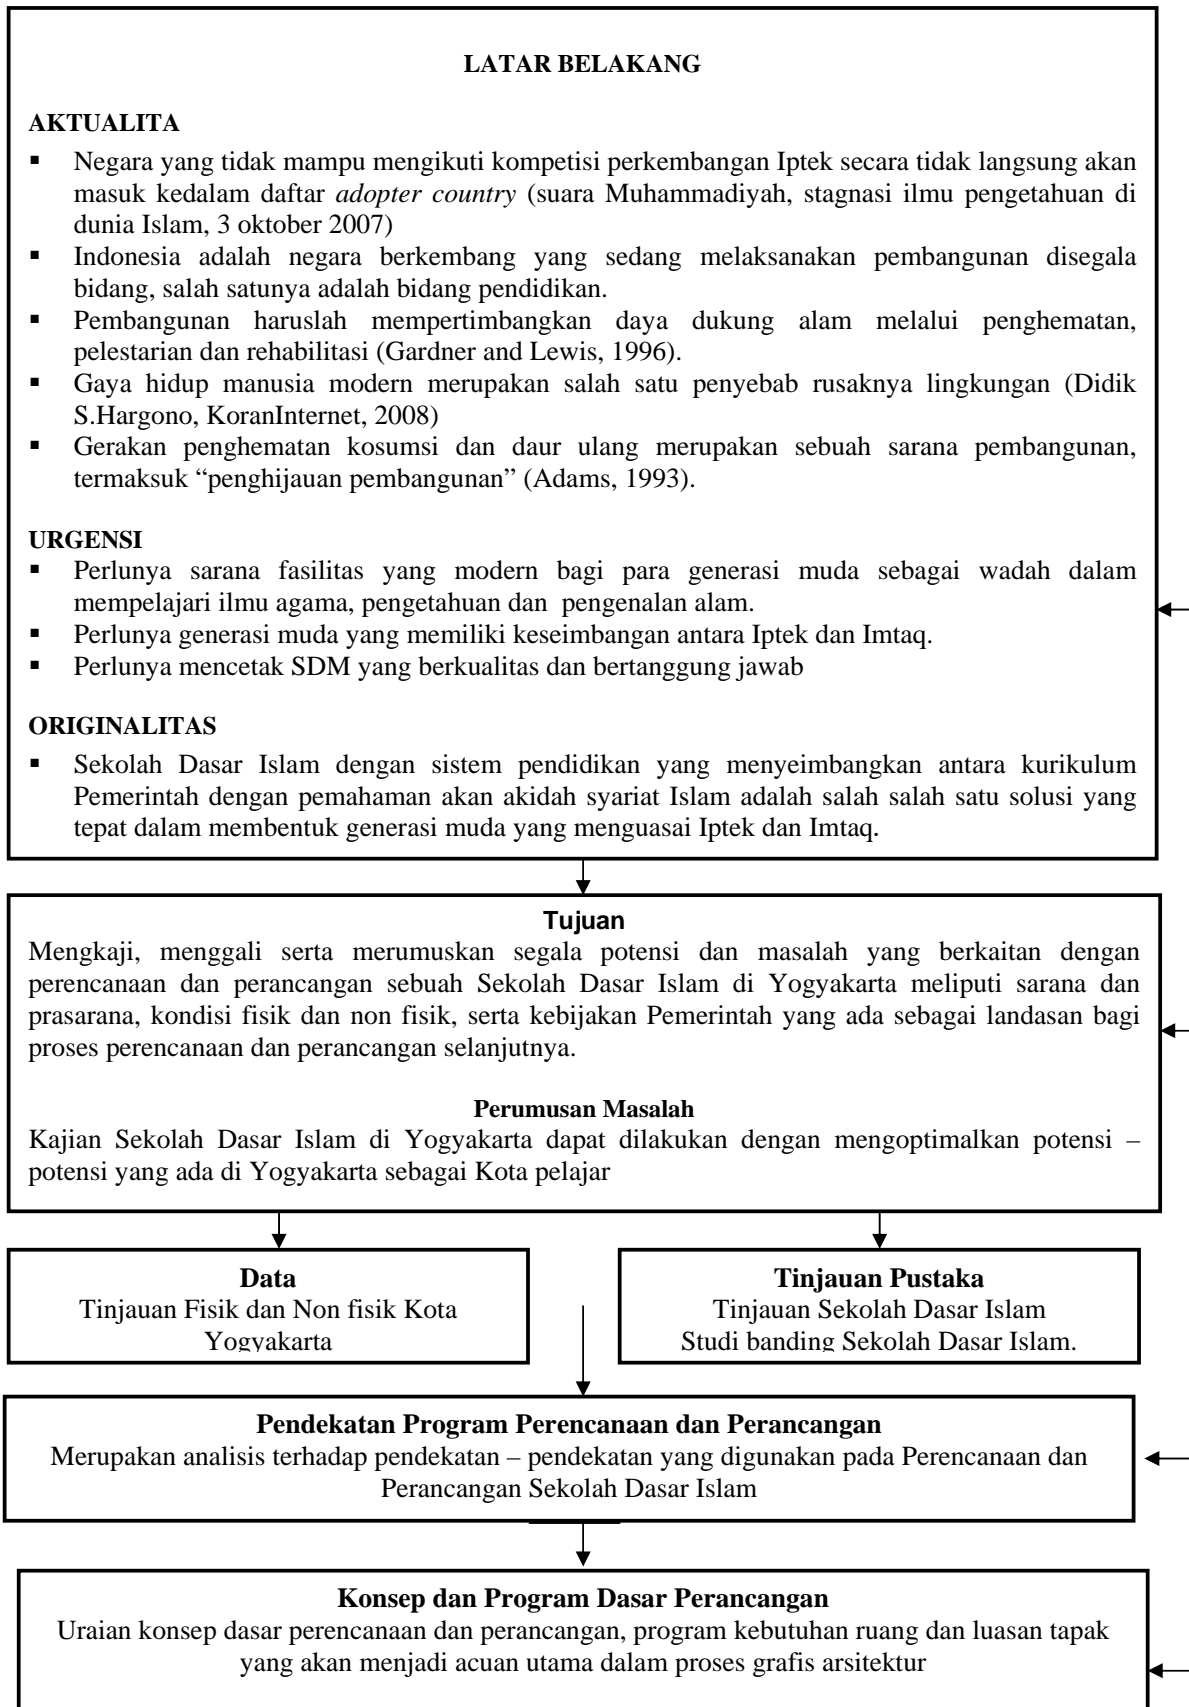 LATAR BELAKANG
AKTUALITA
▪ Negara yang tidak mampu mengikuti kompetisi perkembangan Iptek secara tidak langsung akan
masuk kedalam daftar adopter country (suara Muhammadiyah, stagnasi ilmu pengetahuan di
dunia Islam, 3 oktober 2007)
▪ Indonesia adalah negara berkembang yang sedang melaksanakan pembangunan disegala
bidang, salah satunya adalah bidang pendidikan.
▪ Pembangunan haruslah mempertimbangkan daya dukung alam melalui penghematan,
pelestarian dan rehabilitasi (Gardner and Lewis, 1996).
▪ Gaya hidup manusia modern merupakan salah satu penyebab rusaknya lingkungan (Didik
S.Hargono, KoranInternet, 2008)
▪ Gerakan penghematan kosumsi dan daur ulang merupakan sebuah sarana pembangunan,
termaksuk “penghijauan pembangunan” (Adams, 1993).
URGENSI
▪ Perlunya sarana fasilitas yang modern bagi para generasi muda sebagai wadah dalam
mempelajari ilmu agama, pengetahuan dan pengenalan alam.
▪ Perlunya generasi muda yang memiliki keseimbangan antara Iptek dan Imtaq.
▪ Perlunya mencetak SDM yang berkualitas dan bertanggung jawab
ORIGINALITAS
▪ Sekolah Dasar Islam dengan sistem pendidikan yang menyeimbangkan antara kurikulum
Pemerintah dengan pemahaman akan akidah syariat Islam adalah salah salah satu solusi yang
tepat dalam membentuk generasi muda yang menguasai Iptek dan Imtaq.
Tujuan
Mengkaji, menggali serta merumuskan segala potensi dan masalah yang berkaitan dengan
perencanaan dan perancangan sebuah Sekolah Dasar Islam di Yogyakarta meliputi sarana dan
prasarana, kondisi fisik dan non fisik, serta kebijakan Pemerintah yang ada sebagai landasan bagi
proses perencanaan dan perancangan selanjutnya.
Perumusan Masalah
Kajian Sekolah Dasar Islam di Yogyakarta dapat dilakukan dengan mengoptimalkan potensi –
potensi yang ada di Yogyakarta sebagai Kota pelajar
Data
Tinjauan Fisik dan Non fisik Kota
Yogyakarta
Tinjauan Pustaka
Tinjauan Sekolah Dasar Islam
Studi banding Sekolah Dasar Islam.
Pendekatan Program Perencanaan dan Perancangan
Merupakan analisis terhadap pendekatan – pendekatan yang digunakan pada Perencanaan dan
Perancangan Sekolah Dasar Islam
Konsep dan Program Dasar Perancangan
Uraian konsep dasar perencanaan dan perancangan, program kebutuhan ruang dan luasan tapak
yang akan menjadi acuan utama dalam proses grafis arsitektur